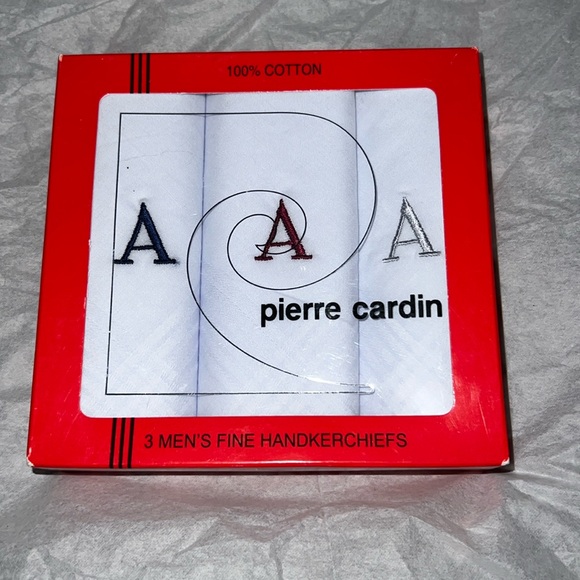 100% COTTON
A A A
pierre cardin
3 MEN'S FINE HANDKERCHIEFS